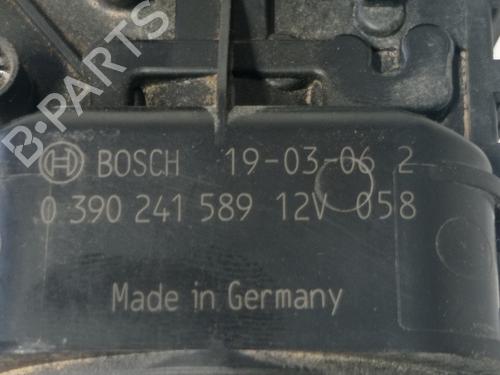 B-PARTS
BOSCH 19-03-06 2
0 390 241 589 12V 058
Made in Germany